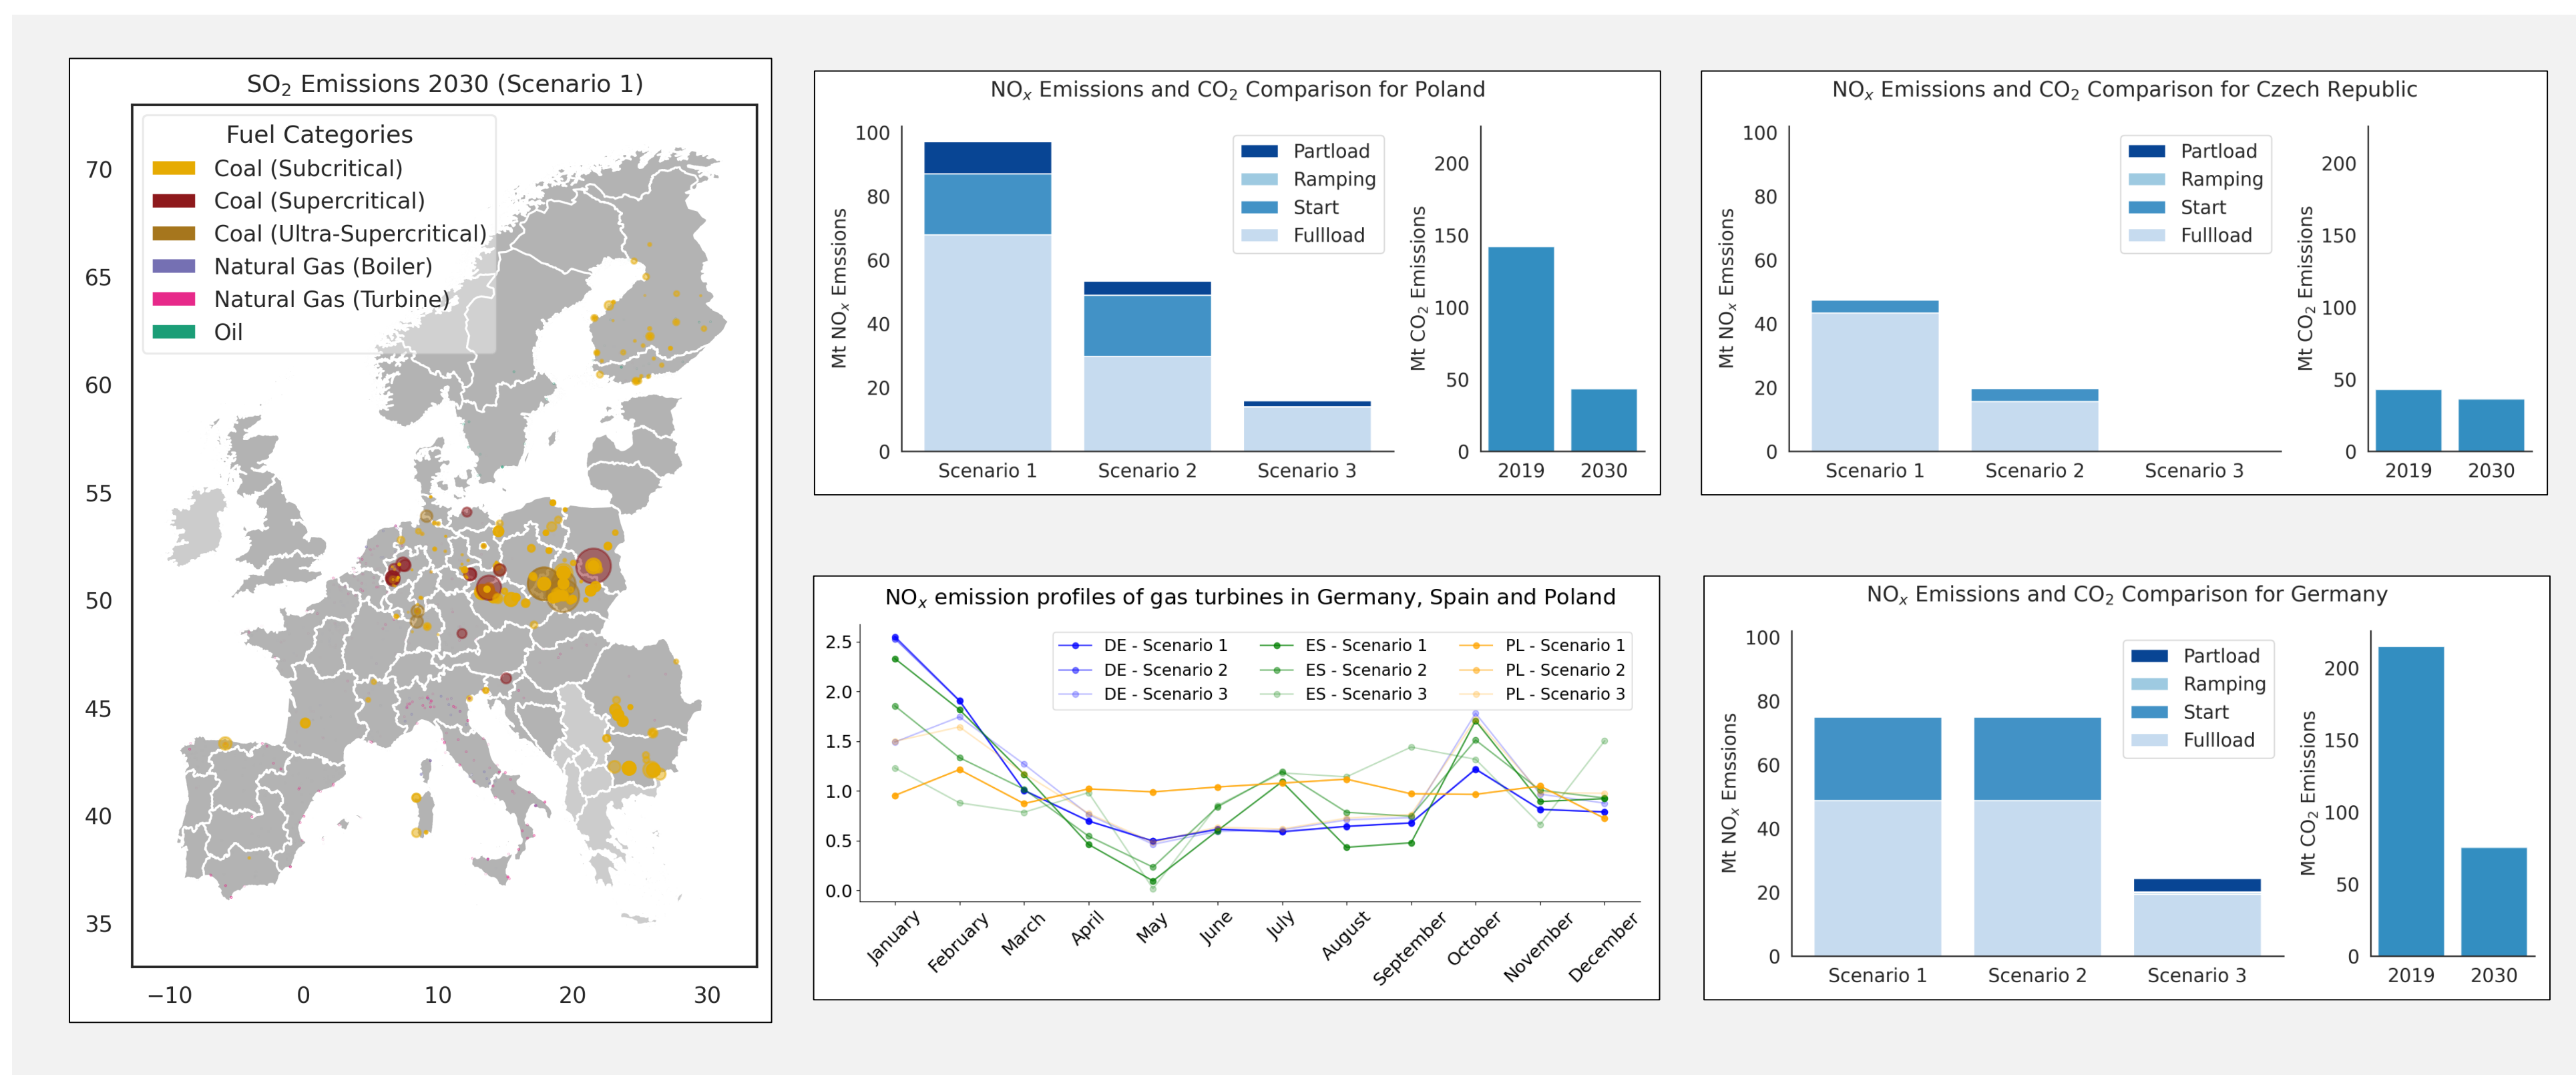 SO₂ Emissions 2030 (Scenario 1)
Fuel Categories
Coal (Subcritical)
Coal (Supercritical)
Coal (Ultra-Supercritical)
Natural Gas (Boiler)
Natural Gas (Turbine)
Oil
70
65
60
55
50
45
40
35
−10 0 10 20 30
NOₓ Emissions and CO₂ Comparison for Poland
Mt NOₓ Emssions
100
80
60
40
20
0
Partload
Ramping
Start
Fullload
Scenario 1 Scenario 2 Scenario 3
Mt CO₂ Emissions
200
150
100
50
0
2019 2030
NOₓ Emissions and CO₂ Comparison for Czech Republic
Mt NOₓ Emssions
100
80
60
40
20
0
Partload
Ramping
Start
Fullload
Scenario 1 Scenario 2 Scenario 3
Mt CO₂ Emissions
200
150
100
50
0
2019 2030
NOₓ emission profiles of gas turbines in Germany, Spain and Poland
2.5
2.0
1.5
1.0
0.5
0.0
DE - Scenario 1 ES - Scenario 1 PL - Scenario 1
DE - Scenario 2 ES - Scenario 2 PL - Scenario 2
DE - Scenario 3 ES - Scenario 3 PL - Scenario 3
January February March April May June July August September October November December
NOₓ Emissions and CO₂ Comparison for Germany
Mt NOₓ Emssions
100
80
60
40
20
0
Partload
Ramping
Start
Fullload
Scenario 1 Scenario 2 Scenario 3
Mt CO₂ Emissions
200
150
100
50
0
2019 2030